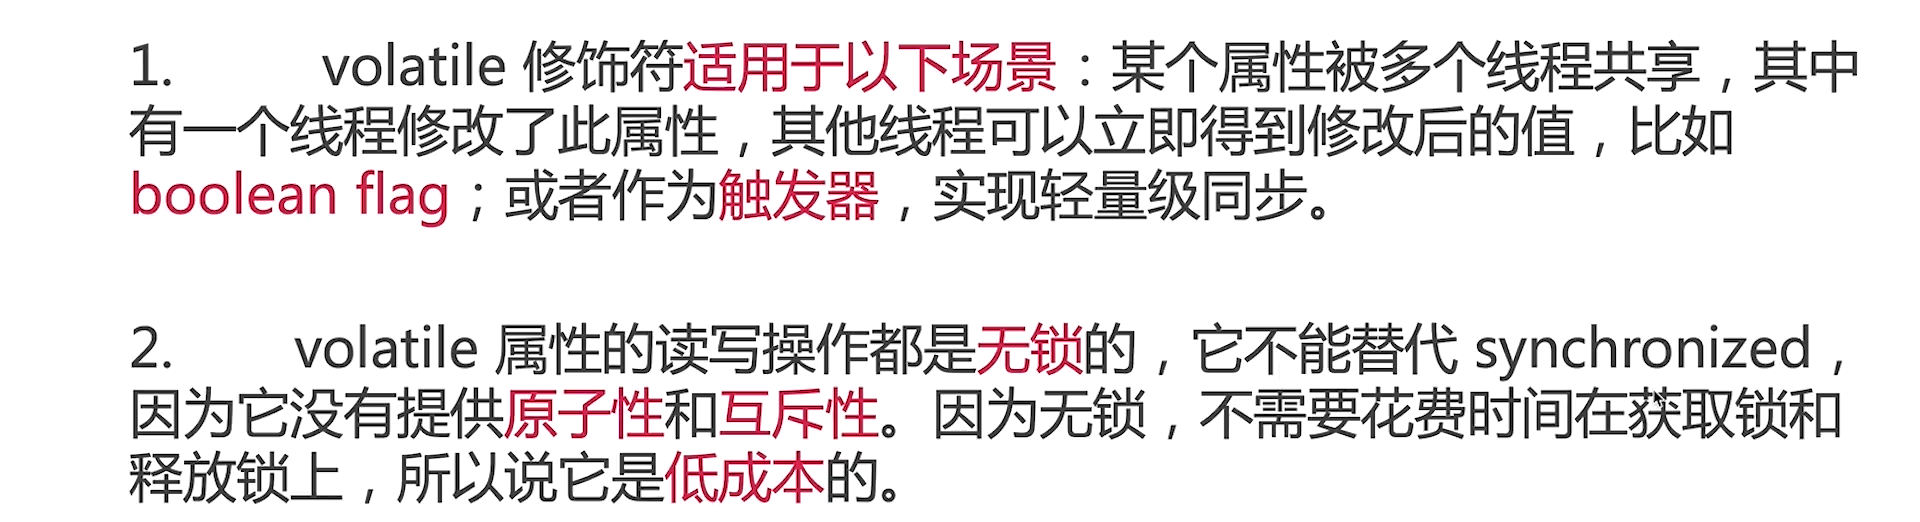 1. volatile 修饰符适用于以下场景：某个属性被多个线程共享，其中
有一个线程修改了此属性，其他线程可以立即得到修改后的值，比如
boolean flag；或者作为触发器，实现轻量级同步。
2. volatile 属性的读写操作都是无锁的，它不能替代 synchronized，
因为它没有提供原子性和互斥性。因为无锁，不需要花费时间在获取锁和
释放锁上，所以说它是低成本的。